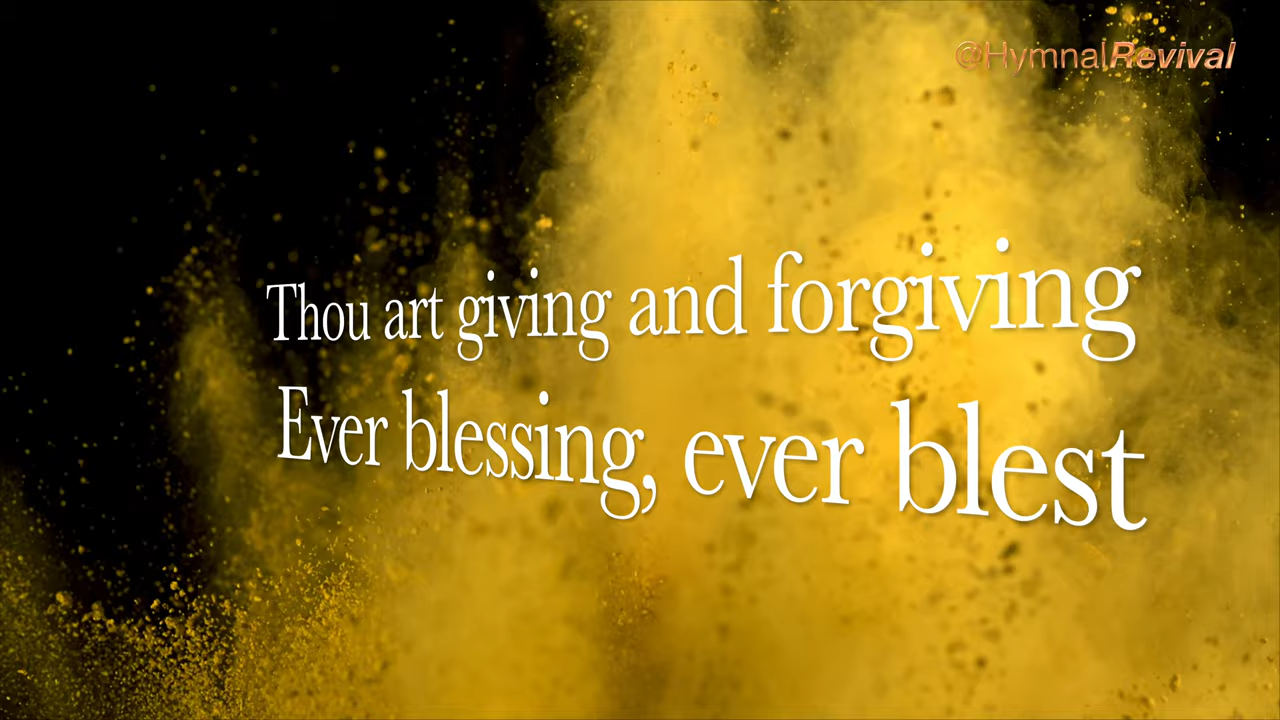 @HymnalRevival
Thou art giving and forgiving
Ever blessing, ever blest